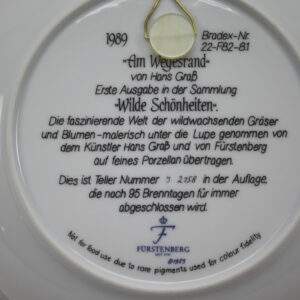 1989
Bradex-Nr.
22-F82-8.1
„Am Wegesrand“
von Hans Graß
Erste Ausgabe in der Sammlung
„Wilde Schönheiten“.
Die faszinierende Welt der wildwachsenden Gräser
und Blumen-malerisch unter die Lupe genommen von
dem Künstler Hans Graß und von Fürstenberg
auf feines Porzellan übertragen.
Dies ist Teller Nummer 2158 in der Auflage,
die nach 95 Brenntagen für immer
abgeschlossen wird.
F
FÜRSTENBERG
Not for food use due to rare pigments used for colour fidelity